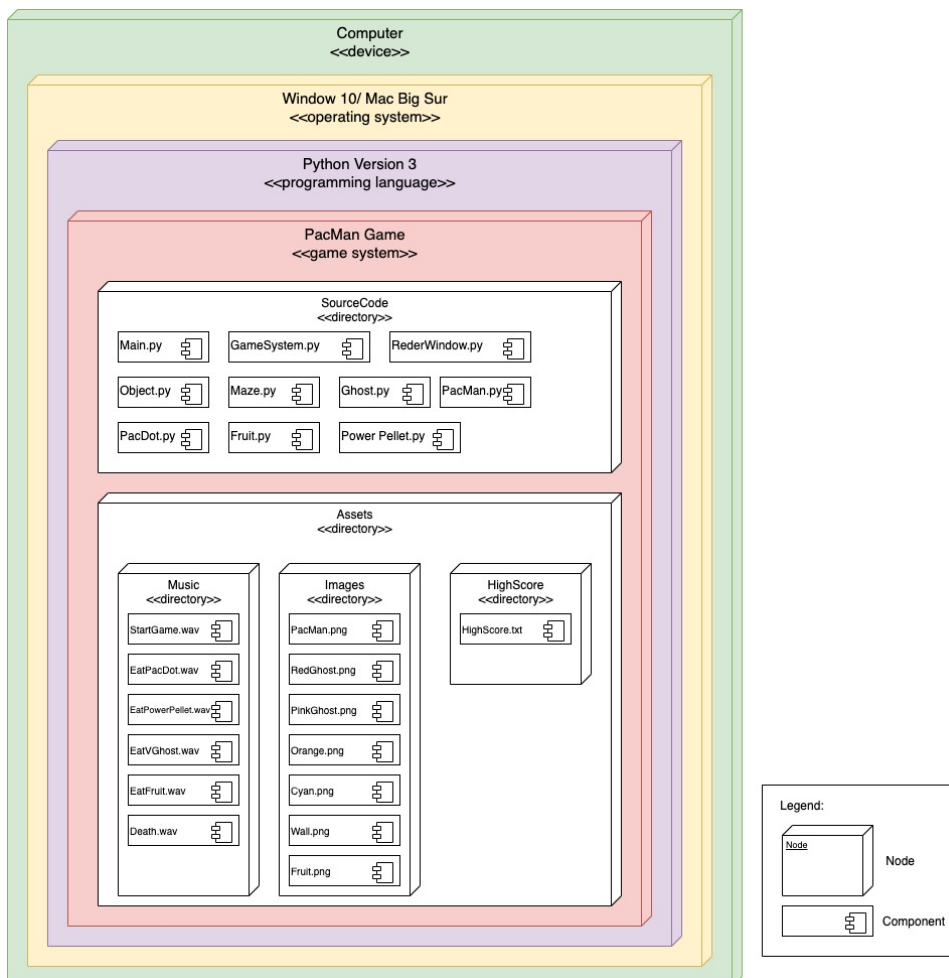 Computer
<<device>>
Window 10/ Mac Big Sur
<<operating system>>
Python Version 3
<<programming language>>
PacMan Game
<<game system>>
SourceCode
<<directory>>
Main.py
GameSystem.py
RederWindow.py
Object.py
Maze.py
Ghost.py
PacMan.py
PacDot.py
Fruit.py
Power Pellet.py
Assets
<<directory>>
Music
<<directory>>
StartGame.wav
EatPacDot.wav
EatPowerPellet.wav
EatVGhost.wav
EatFruit.wav
Death.wav
Images
<<directory>>
PacMan.png
RedGhost.png
PinkGhost.png
Orange.png
Cyan.png
Wall.png
Fruit.png
HighScore
<<directory>>
HighScore.txt
Legend:
Node
Node
Component